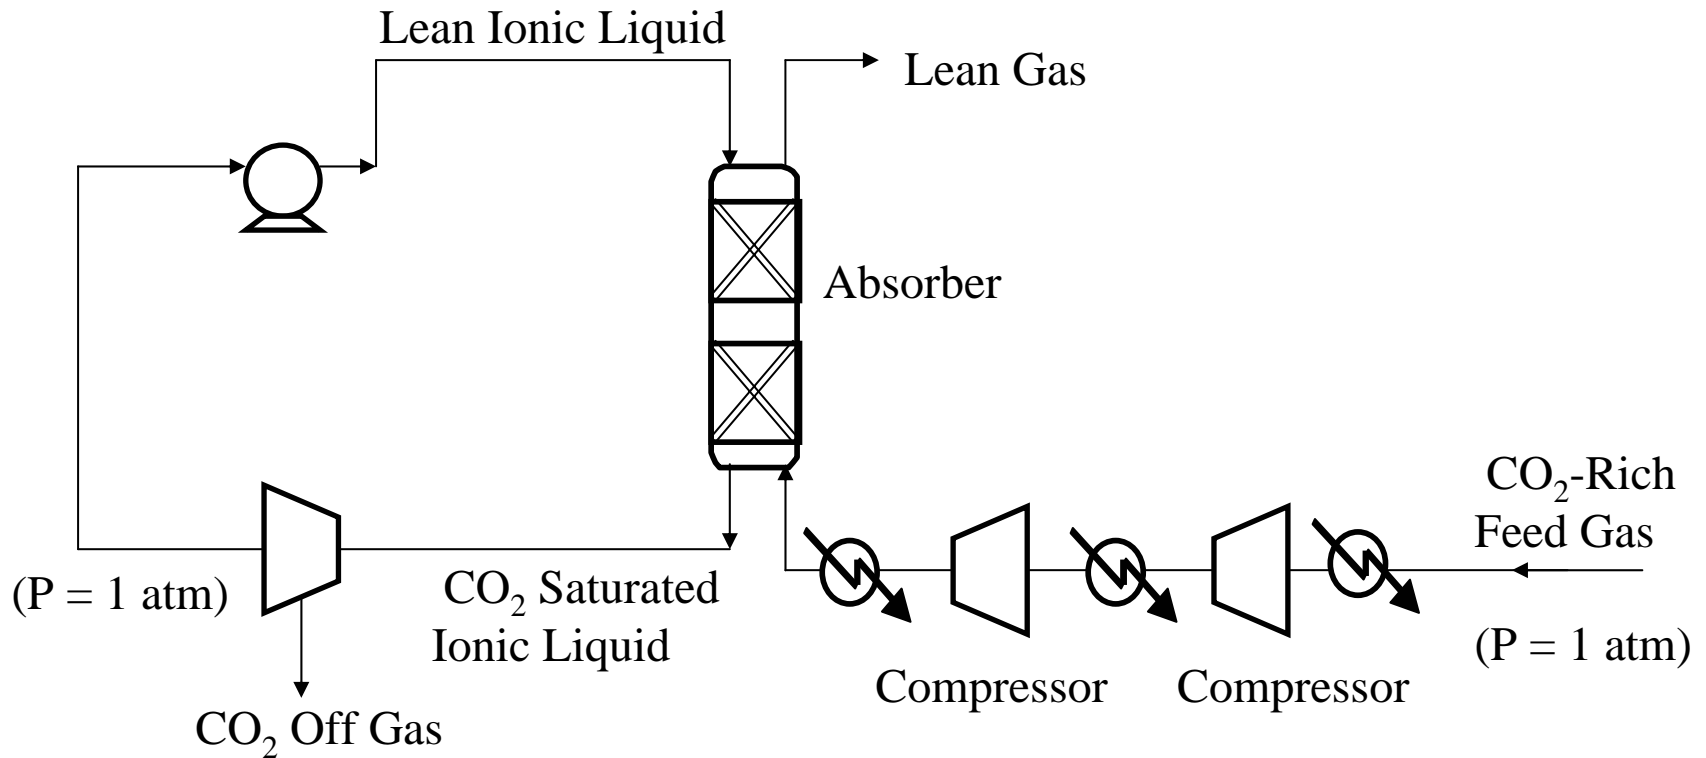 Lean Ionic Liquid
Lean Gas
Absorber
CO₂-Rich
Feed Gas
(P = 1 atm)
CO₂ Saturated
Ionic Liquid
(P = 1 atm)
Compressor
Compressor
CO₂ Off Gas